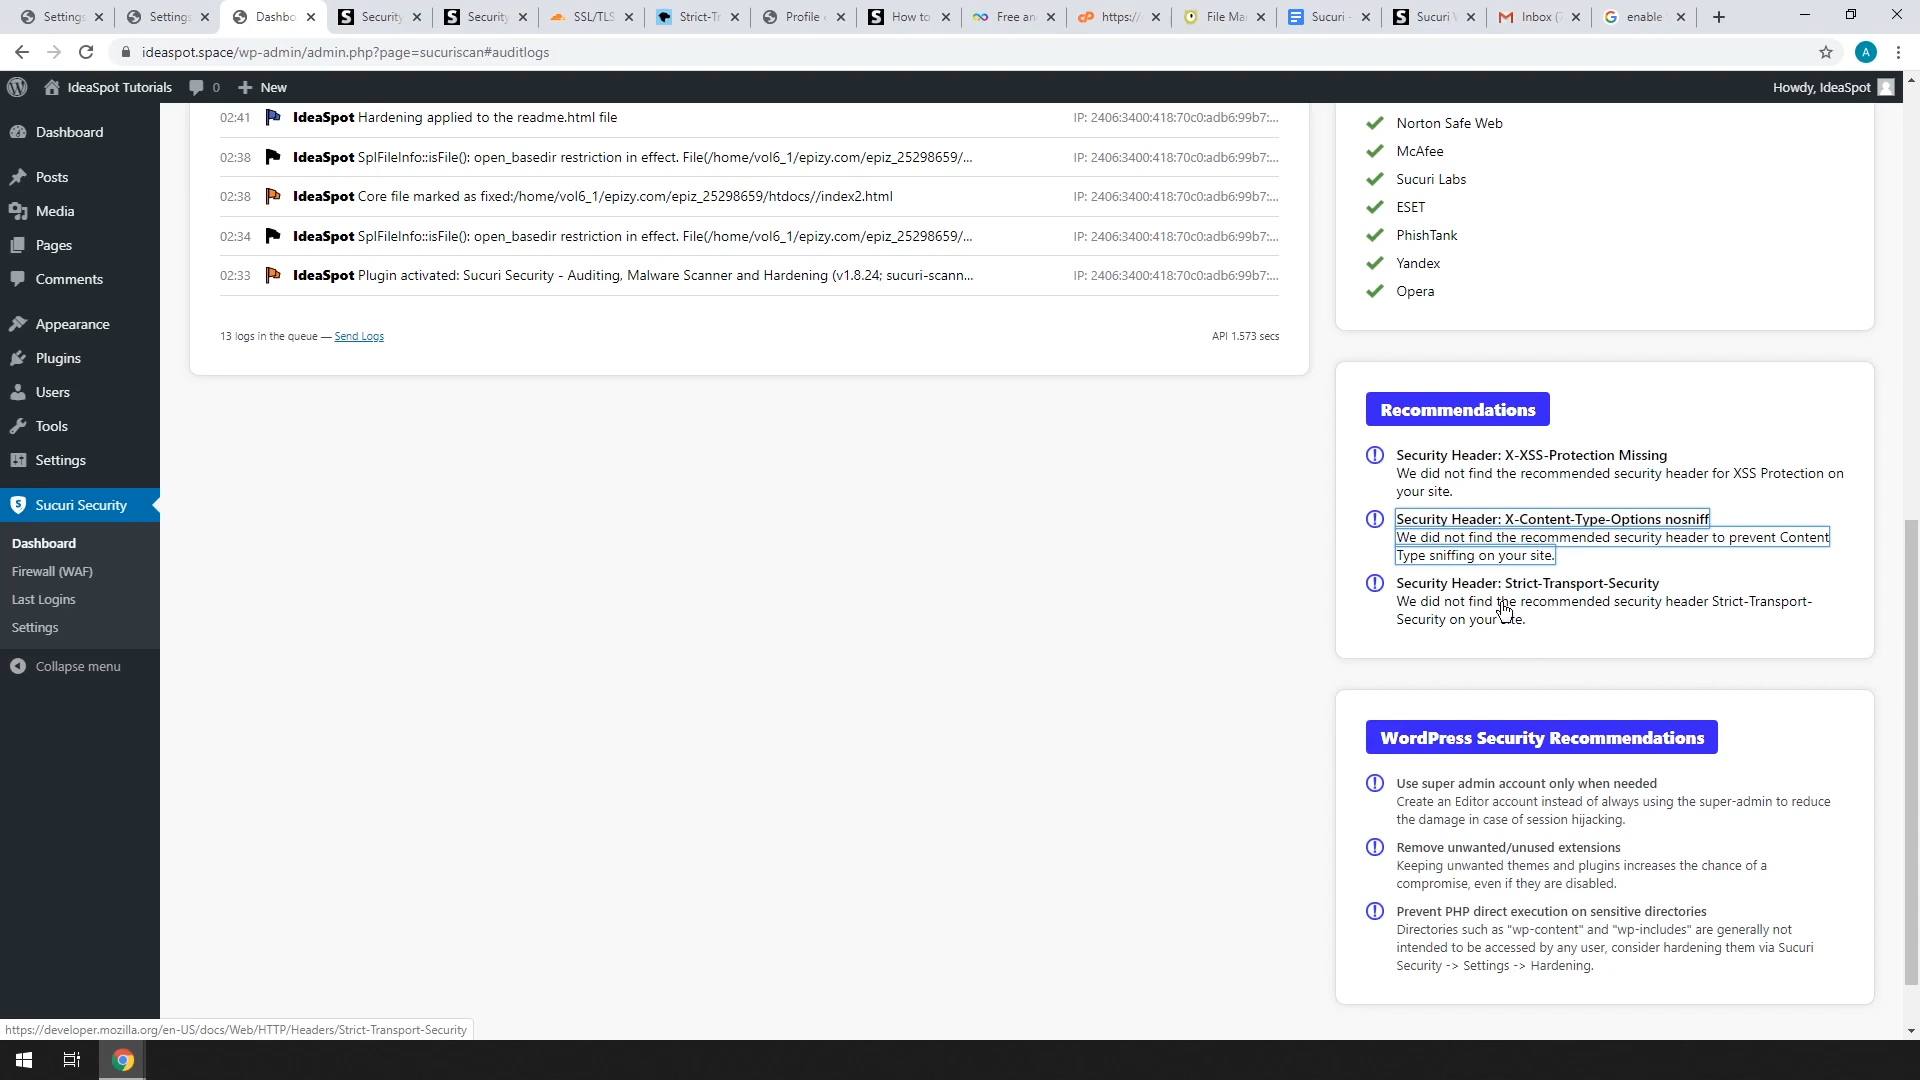 Settings
Settings
Dashbo
Security
Security
SSL/TLS
Strict-Tr
Profile
How to
Free an
https:/
File Ma
Sucuri -
Sucuri
Inbox (
enable
ideaspot.space/wp-admin/admin.php?page=sucuriscan#auditlogs
A
IdeaSpot Tutorials
0
New
Howdy, IdeaSpot
Dashboard
Posts
Media
Pages
Comments
Appearance
Plugins
Users
Tools
Settings
Sucuri Security
Dashboard
Firewall (WAF)
Last Logins
Settings
Collapse menu
02:41 IdeaSpot Hardening applied to the readme.html file IP: 2406:3400:418:70c0:adb6:99b7:...
02:38 IdeaSpot SplFileInfo::isFile(): open_basedir restriction in effect. File(/home/vol6_1/epizy.com/epiz_25298659/... IP: 2406:3400:418:70c0:adb6:99b7:...
02:38 IdeaSpot Core file marked as fixed:/home/vol6_1/epizy.com/epiz_25298659/htdocs//index2.html IP: 2406:3400:418:70c0:adb6:99b7:...
02:34 IdeaSpot SplFileInfo::isFile(): open_basedir restriction in effect. File(/home/vol6_1/epizy.com/epiz_25298659/... IP: 2406:3400:418:70c0:adb6:99b7:...
02:33 IdeaSpot Plugin activated: Sucuri Security - Auditing, Malware Scanner and Hardening (v1.8.24; sucuri-scann... IP: 2406:3400:418:70c0:adb6:99b7:...
13 logs in the queue — Send Logs API 1.573 secs
Norton Safe Web
McAfee
Sucuri Labs
ESET
PhishTank
Yandex
Opera
Recommendations
Security Header: X-XSS-Protection Missing
We did not find the recommended security header for XSS Protection on
your site.
Security Header: X-Content-Type-Options nosniff
We did not find the recommended security header to prevent Content
Type sniffing on your site.
Security Header: Strict-Transport-Security
We did not find the recommended security header Strict-Transport-
Security on your site.
WordPress Security Recommendations
Use super admin account only when needed
Create an Editor account instead of always using the super-admin to reduce
the damage in case of session hijacking.
Remove unwanted/unused extensions
Keeping unwanted themes and plugins increases the chance of a
compromise, even if they are disabled.
Prevent PHP direct execution on sensitive directories
Directories such as "wp-content" and "wp-includes" are generally not
intended to be accessed by any user, consider hardening them via Sucuri
Security -> Settings -> Hardening.
https://developer.mozilla.org/en-US/docs/Web/HTTP/Headers/Strict-Transport-Security